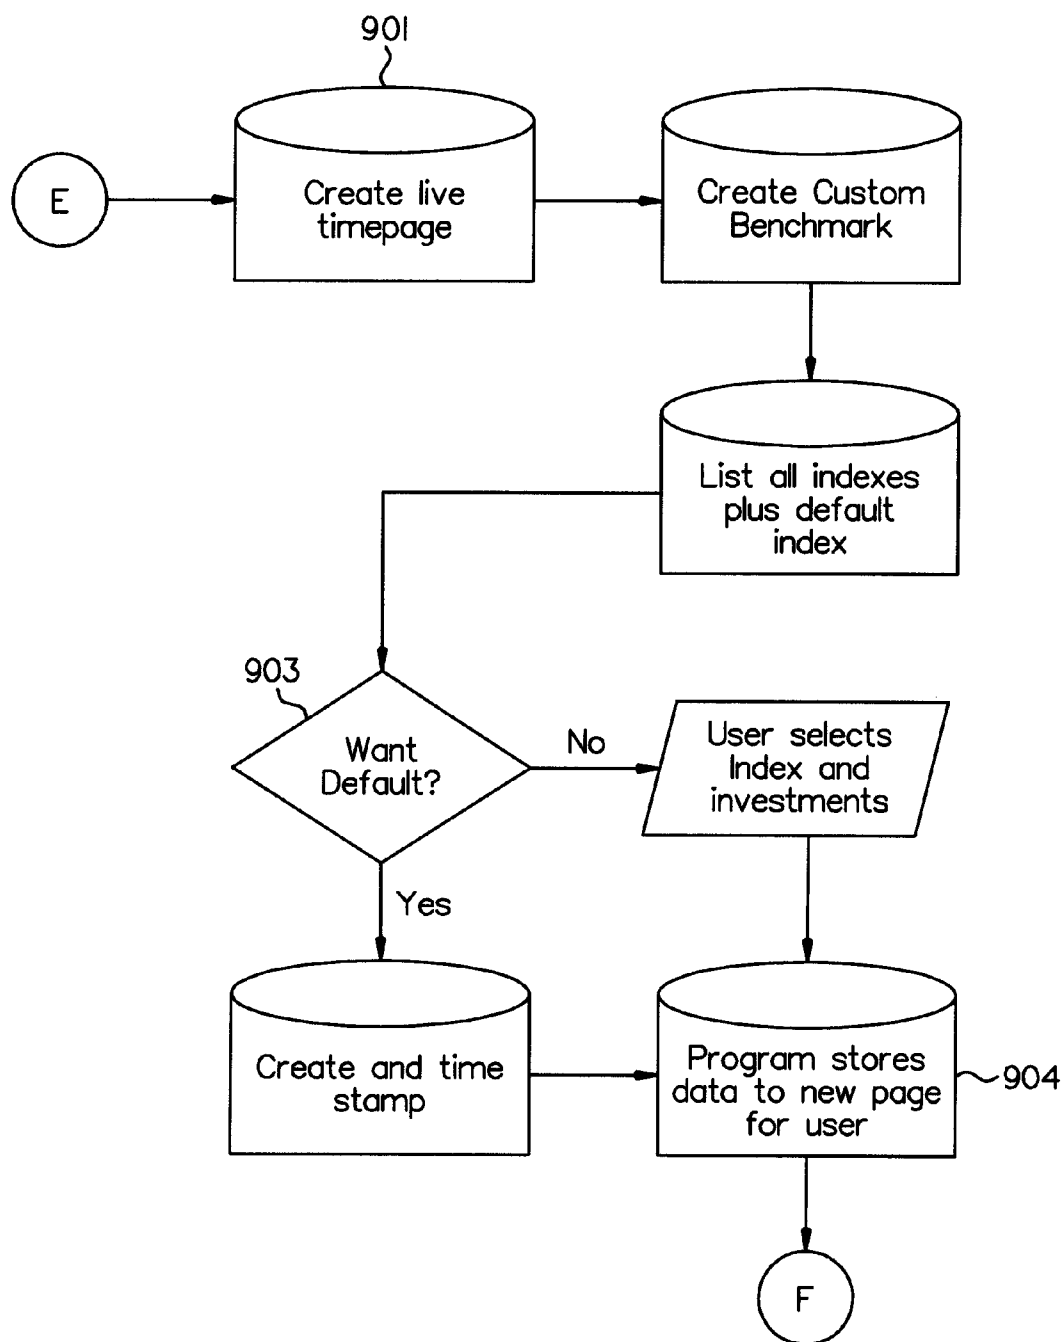 901
E
Create live
timepage
Create Custom
Benchmark
List all indexes
plus default
index
903
Want
Default?
No
User selects
Index and
investments
Yes
Create and time
stamp
Program stores
data to new page
for user
904
F